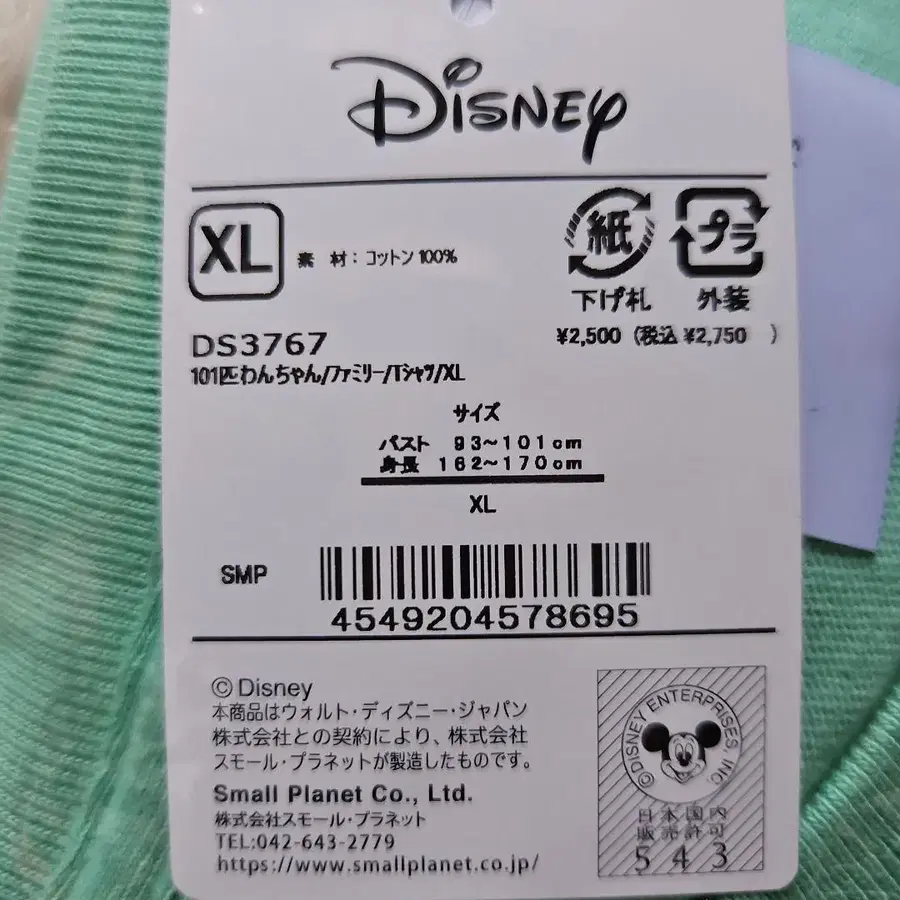 Disney
XL
素 材：コットン100%
紙
下げ札
プラ
外装
DS3767
¥2,500（税込 ¥2,750 ）
101匹わんちゃん/ファミリー/Tシャツ/XL
サイズ
バスト 93～101cm
身長 162～170cm
XL
SMP
4549204578695
©Disney
本商品はウォルト・ディズニー・ジャパン
株式会社との契約により、株式会社
スモール・プラネットが製造したものです。
Small Planet Co., Ltd.
株式会社スモール・プラネット
TEL:042-643-2779
https://www.smallplanet.co.jp/
©DISNEY ENTERPRISES, INC.
日本国内
販売許可
543